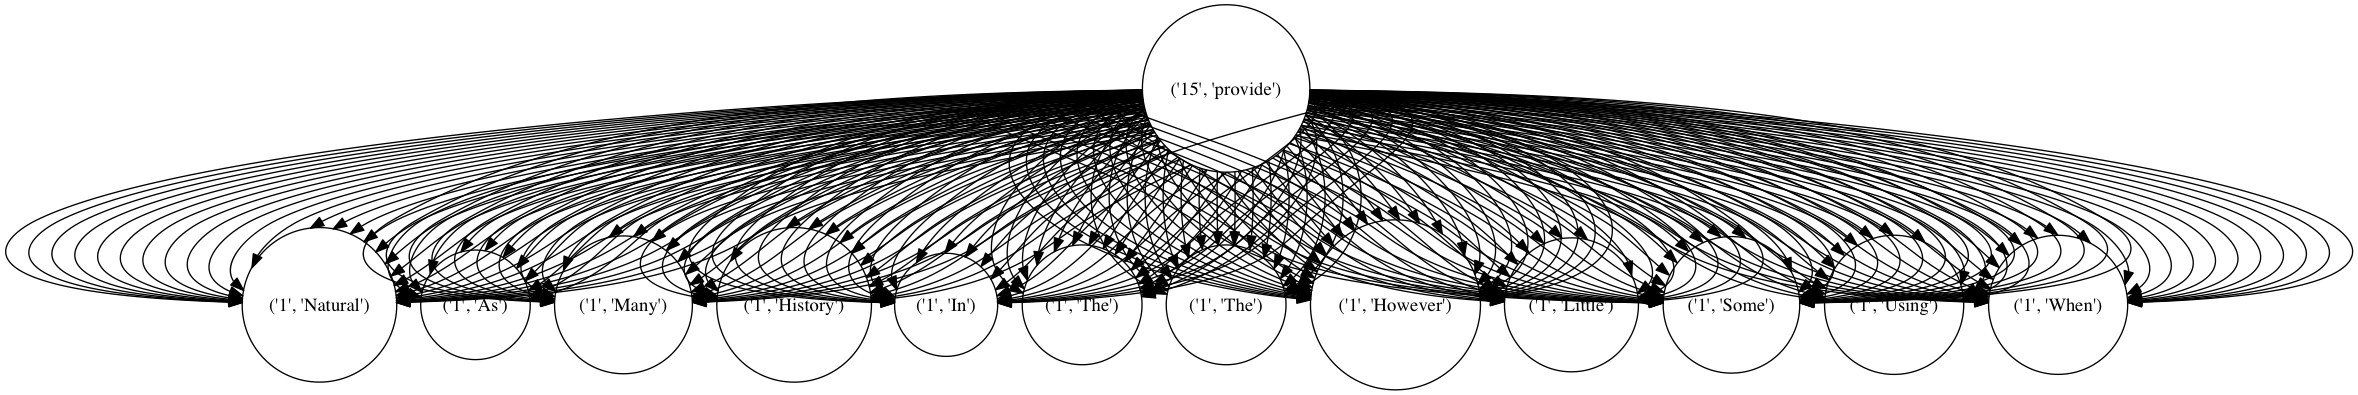 ('15', 'provide')
('1', 'Natural')
('1', 'As')
('1', 'Many')
('1', 'History')
('1', 'In')
('1', 'The')
('1', 'The')
('1', 'However')
('1', 'Little')
('1', 'Some')
('1', 'Using')
('1', 'When')